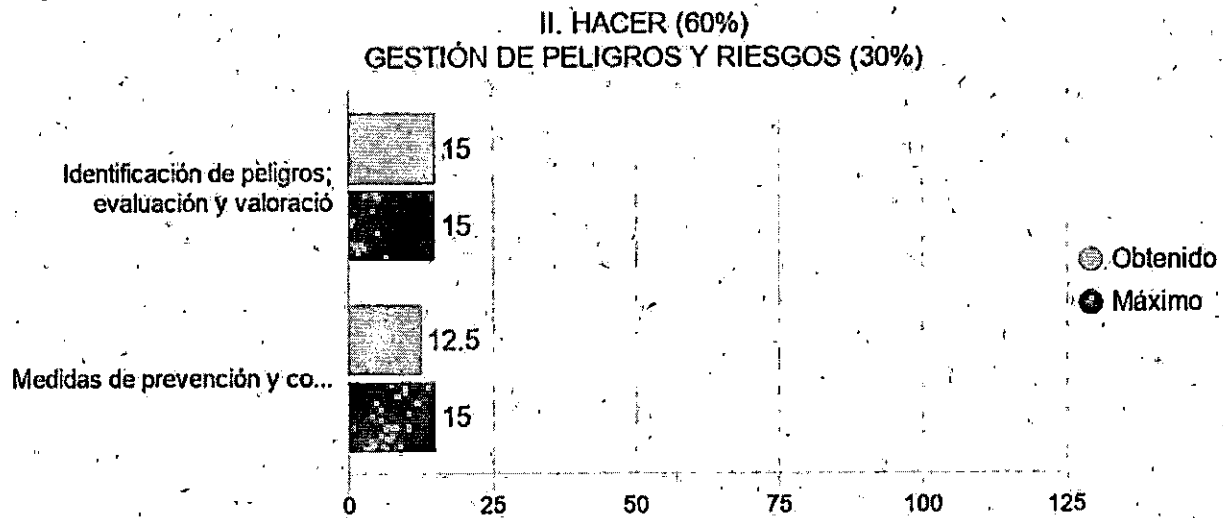 II. HACER (60%)
GESTIÓN DE PELIGROS Y RIESGOS (30%)
Identificación de peligros;
evaluación y valoració
15
15
Medidas de prevención y co...
12.5
15
Obtenido
Máximo
0 25 50 75 100 125